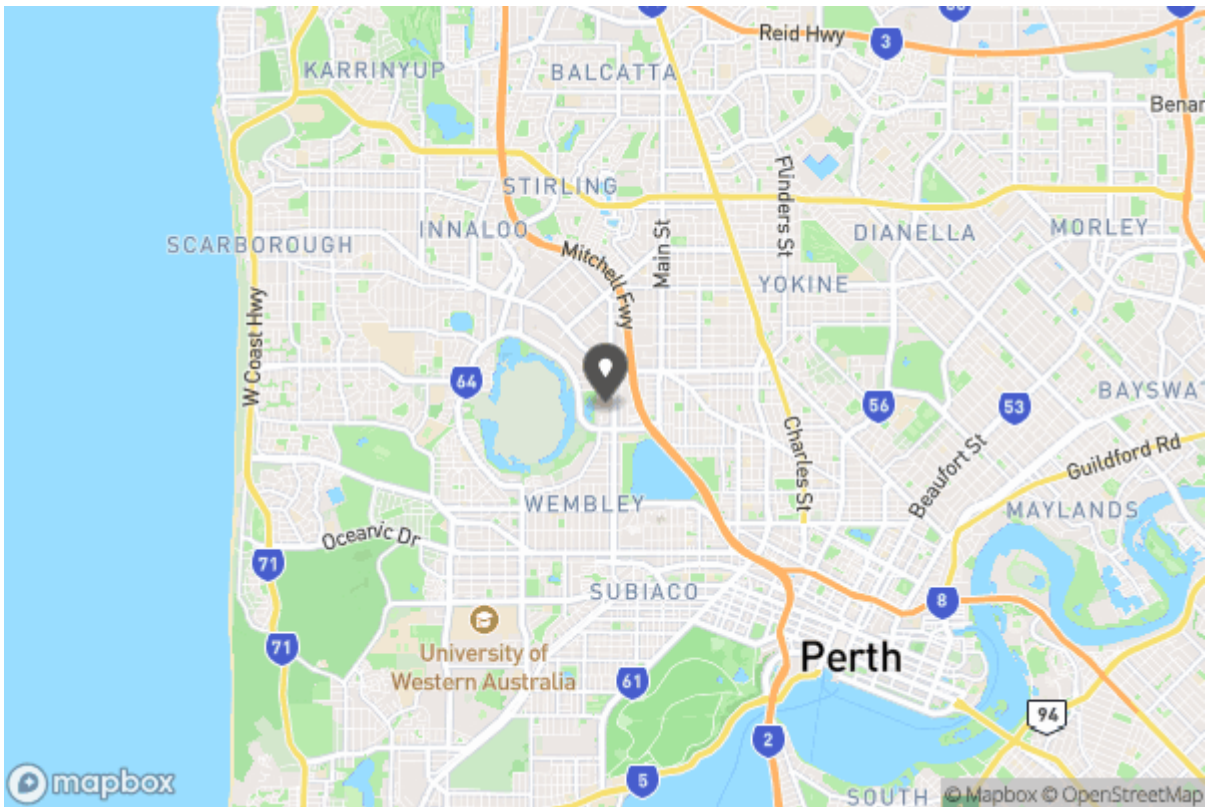 Reid Hwy
3
KARRINYUP
BALCATTA
Benar
STIRLING
Flinders St
INNALOO
SCARBOROUGH
Main St
DIANELLA
MORLEY
Mitchell Fwy
YOKINE
W Coast Hwy
64
56
53
BAYSWAT
Charles St
Beaufort St
Guildford Rd
WEMBLEY
MAYLANDS
Oceanic Dr
71
SUBIACO
8
71
University of
Western Australia
Perth
61
94
2
5
mapbox
SOUTH
© Mapbox © OpenStreetMap